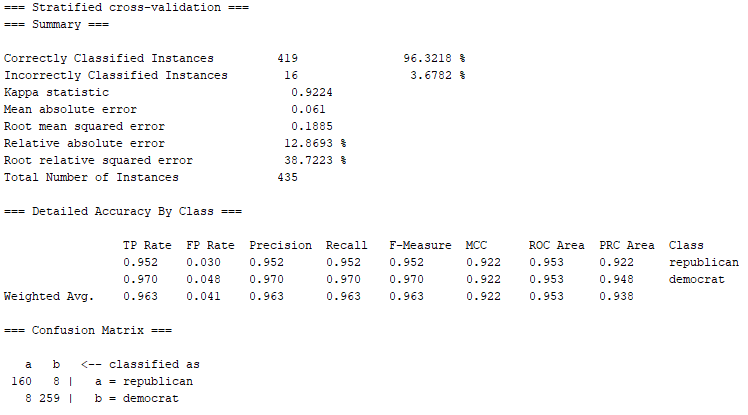 === Stratified cross-validation ===
=== Summary ===
Correctly Classified Instances 419 96.3218 %
Incorrectly Classified Instances 16 3.6782 %
Kappa statistic 0.9224
Mean absolute error 0.061
Root mean squared error 0.1885
Relative absolute error 12.8693 %
Root relative squared error 38.7223 %
Total Number of Instances 435
=== Detailed Accuracy By Class ===
TP Rate FP Rate Precision Recall F-Measure MCC ROC Area PRC Area Class
0.952 0.030 0.952 0.952 0.952 0.922 0.953 0.922 republican
0.970 0.048 0.970 0.970 0.970 0.922 0.953 0.948 democrat
Weighted Avg. 0.963 0.041 0.963 0.963 0.963 0.922 0.953 0.938
=== Confusion Matrix ===
a b <-- classified as
160 8 | a = republican
8 259 | b = democrat